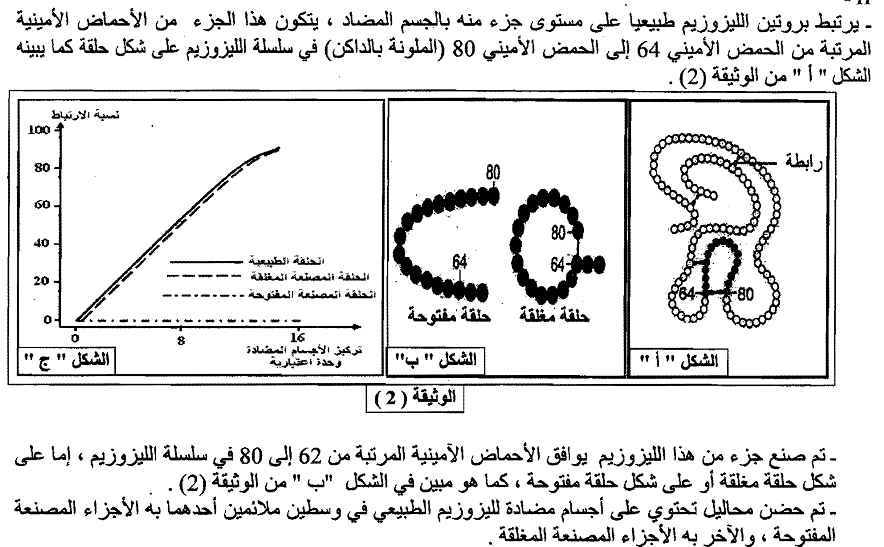 ـ يرتبط بروتين الليزوزيم طبيعيا على مستوى جزء منه بالجسم المضاد ، يتكون هذا الجزء من الأحماض الأمينية
المرتبة من الحمض الأميني 64 إلى الحمض الأميني 80 (الملونة بالداكن) في سلسلة الليزوزيم على شكل حلقة كما يبينه
الشكل " أ " من الوثيقة (2) .
رابطة
64
80
الشكل " أ "
80
64
80
64
حلقة مغلقة
حلقة مفتوحة
الشكل " ب"
نسبة الارتباط
100
80
60
40
20
0
الحلقة الطبيعية
الحلقة المصنعة المغلقة
الحلقة المصنعة المفتوحة
0
8
16
تركيز الأجسام المضادة
وحدة اعتبارية
الشكل " ج "
الوثيقة ( 2 )
ـ تم صنع جزء من هذا الليزوزيم يوافق الأحماض الآمينية المرتبة من 62 إلى 80 في سلسلة الليزوزيم ، إما على
شكل حلقة مغلقة أو على شكل حلقة مفتوحة ، كما هو مبين في الشكل "ب " من الوثيقة (2) .
ـ تم حضن محاليل تحتوي على أجسام مضادة لليزوزيم الطبيعي في وسطين ملائمين أحدهما به الأجزاء المصنعة
المفتوحة ، والآخر به الأجزاء المصنعة المغلقة .